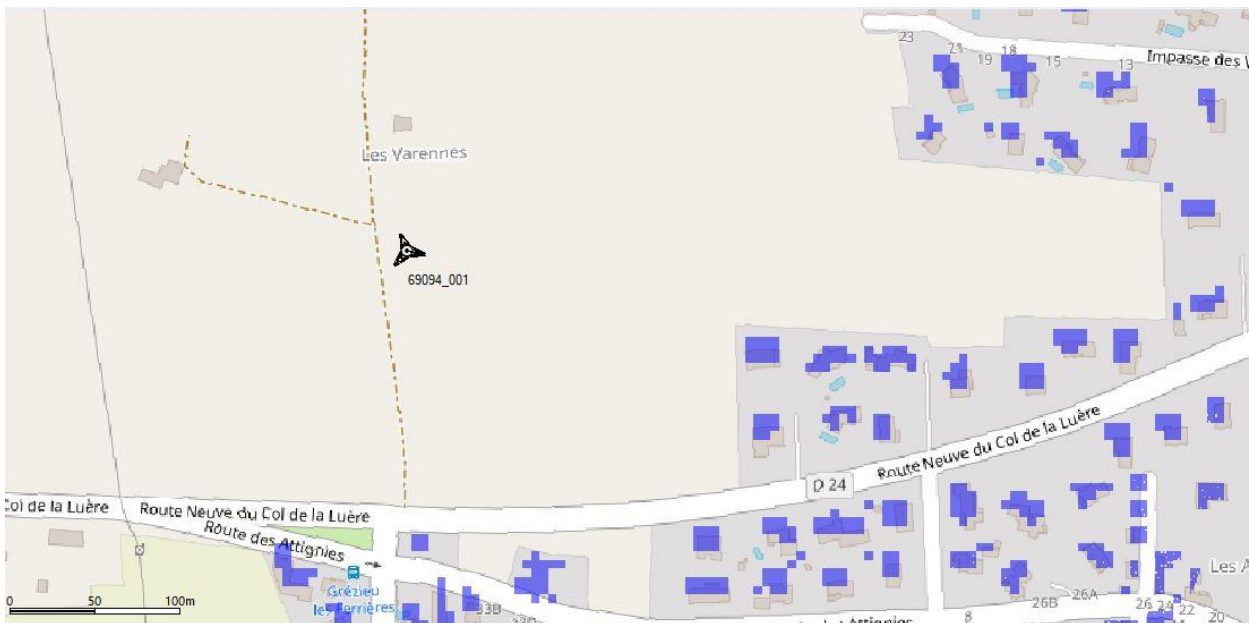 23
21
19
18
15
13
Impasse des V
Les Varennes
69094_001
Route Neuve du Col de la Luère
D 24
Col de la Luère
Route Neuve du Col de la Luère
Route des Attignies
Grézieu
les Ferrières
33B
Les A
26B
26A
26
24
22
20
8
Attignies
0 50 100m